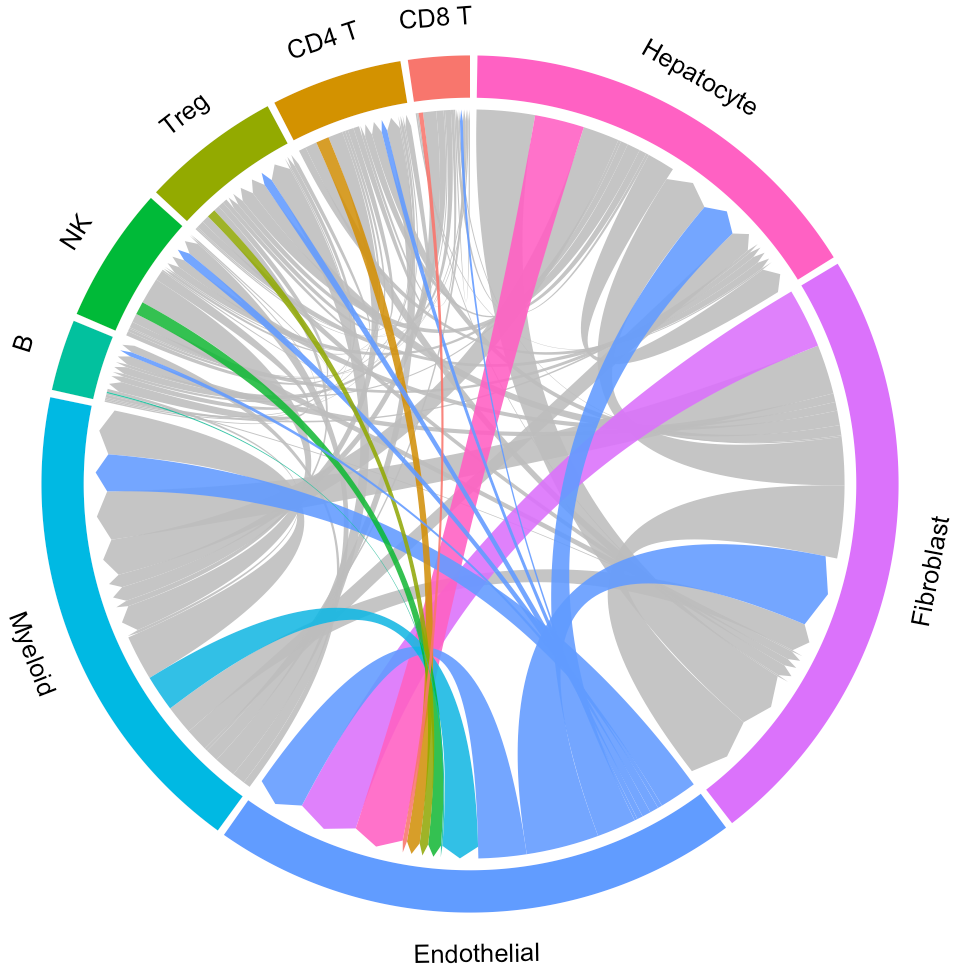 CD8 T
CD4 T
Hepatocyte
Treg
NK
B
Fibroblast
Myeloid
Endothelial